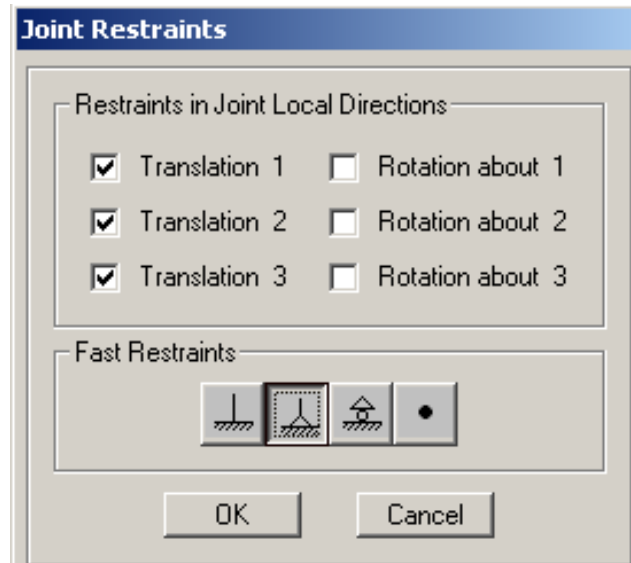 Joint Restraints
Restraints in Joint Local Directions
Translation 1 Rotation about 1
Translation 2 Rotation about 2
Translation 3 Rotation about 3
Fast Restraints
OK Cancel